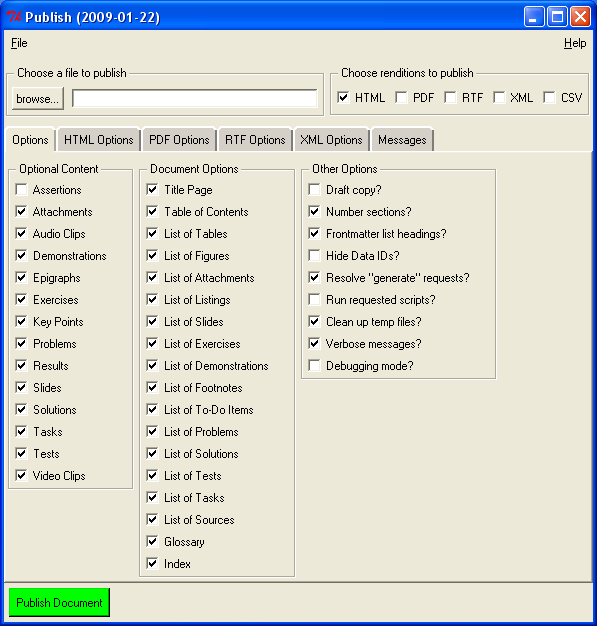 Publish (2009-01-22)
File
Help
Choose a file to publish
browse...
Choose renditions to publish
HTML PDF RTF XML CSV
Options HTML Options PDF Options RTF Options XML Options Messages
Optional Content
Assertions
Attachments
Audio Clips
Demonstrations
Epigraphs
Exercises
Key Points
Problems
Results
Slides
Solutions
Tasks
Tests
Video Clips
Document Options
Title Page
Table of Contents
List of Tables
List of Figures
List of Attachments
List of Listings
List of Slides
List of Exercises
List of Demonstrations
List of Footnotes
List of To-Do Items
List of Problems
List of Solutions
List of Tests
List of Tasks
List of Sources
Glossary
Index
Other Options
Draft copy?
Number sections?
Frontmatter list headings?
Hide Data IDs?
Resolve "generate" requests?
Run requested scripts?
Clean up temp files?
Verbose messages?
Debugging mode?
Publish Document